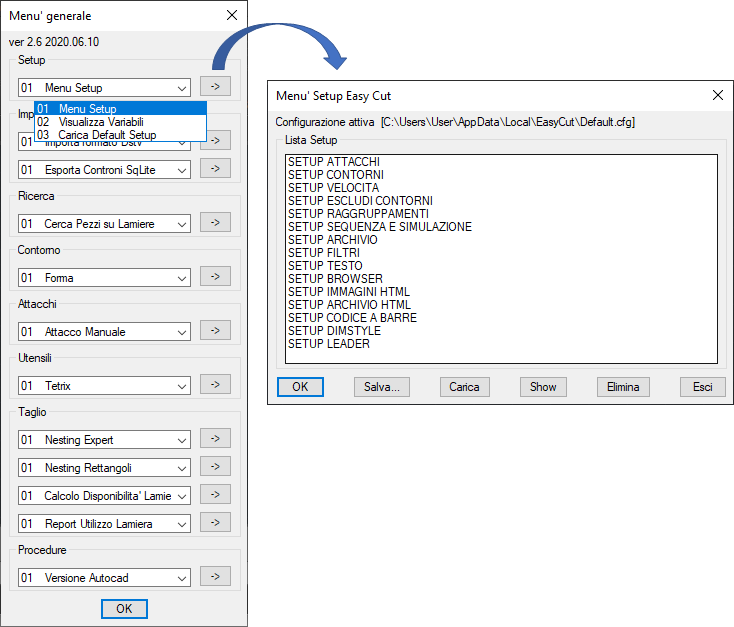 Menu' generale
ver 2.6 2020.06.10
Setup
01 Menu Setup
->
01 Menu Setup
02 Visualizza Variabili
03 Carica Default Setup
Imp
01 Importa formato Dstv
->
01 Esporta Controni SqLite
->
Ricerca
01 Cerca Pezzi su Lamiere
->
Contorno
01 Forma
->
Attacchi
01 Attacco Manuale
->
Utensili
01 Tetrix
->
Taglio
01 Nesting Expert
->
01 Nesting Rettangoli
->
01 Calcolo Disponibilita' Lamie
->
01 Report Utilizzo Lamiera
->
Procedure
01 Versione Autocad
->
OK
Menu' Setup Easy Cut
Configurazione attiva [C:\Users\User\AppData\Local\EasyCut\Default.cfg]
Lista Setup
SETUP ATTACCHI
SETUP CONTORNI
SETUP VELOCITA
SETUP ESCLUDI CONTORNI
SETUP RAGGRUPPAMENTI
SETUP SEQUENZA E SIMULAZIONE
SETUP ARCHIVIO
SETUP FILTRI
SETUP TESTO
SETUP BROWSER
SETUP IMMAGINI HTML
SETUP ARCHIVIO HTML
SETUP CODICE A BARRE
SETUP DIMSTYLE
SETUP LEADER
OK Salva... Carica Show Elimina Esci